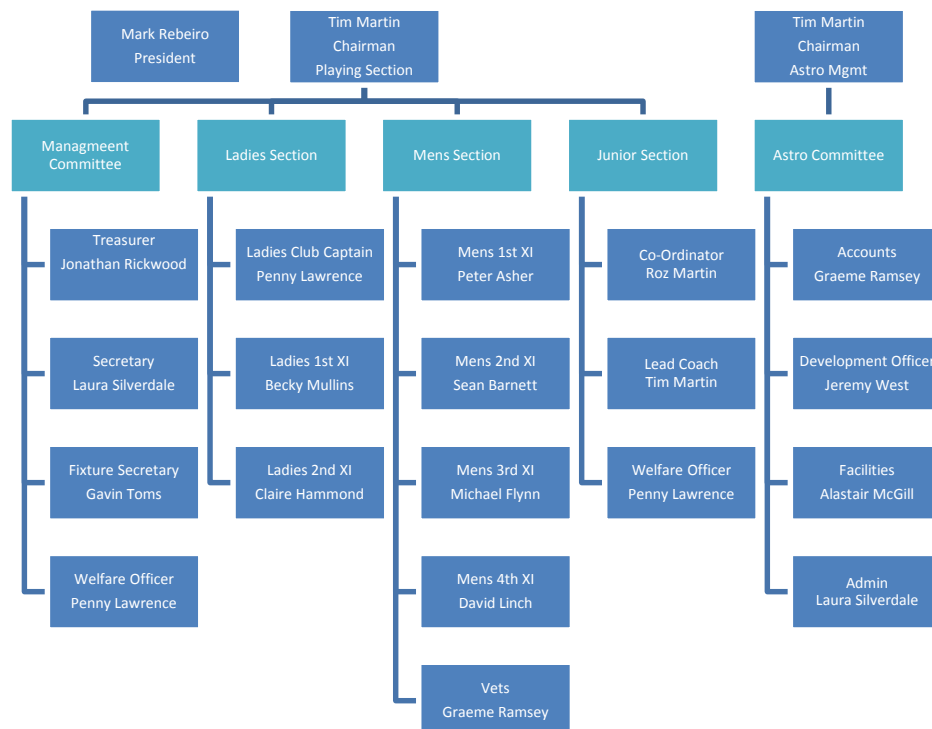 Mark Rebeiro
President
Tim Martin
Chairman
Playing Section
Tim Martin
Chairman
Astro Mgmt
Managmeent
Committee
Ladies Section
Mens Section
Junior Section
Astro Committee
Treasurer
Jonathan Rickwood
Secretary
Laura Silverdale
Fixture Secretary
Gavin Toms
Welfare Officer
Penny Lawrence
Ladies Club Captain
Penny Lawrence
Ladies 1st XI
Becky Mullins
Ladies 2nd XI
Claire Hammond
Mens 1st XI
Peter Asher
Mens 2nd XI
Sean Barnett
Mens 3rd XI
Michael Flynn
Mens 4th XI
David Linch
Vets
Graeme Ramsey
Co-Ordinator
Roz Martin
Lead Coach
Tim Martin
Welfare Officer
Penny Lawrence
Accounts
Graeme Ramsey
Development Officer
Jeremy West
Facilities
Alastair McGill
Admin
Laura Silverdale